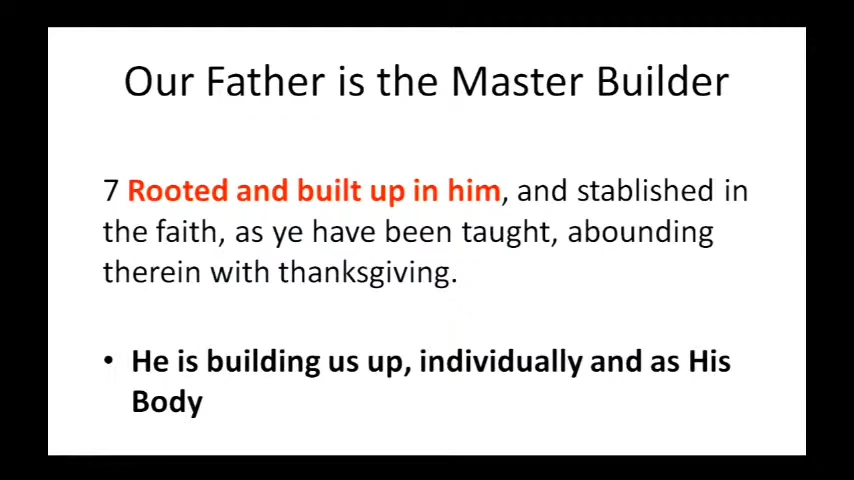 Our Father is the Master Builder
7 Rooted and built up in him, and stablished in
the faith, as ye have been taught, abounding
therein with thanksgiving.
• He is building us up, individually and as His
Body